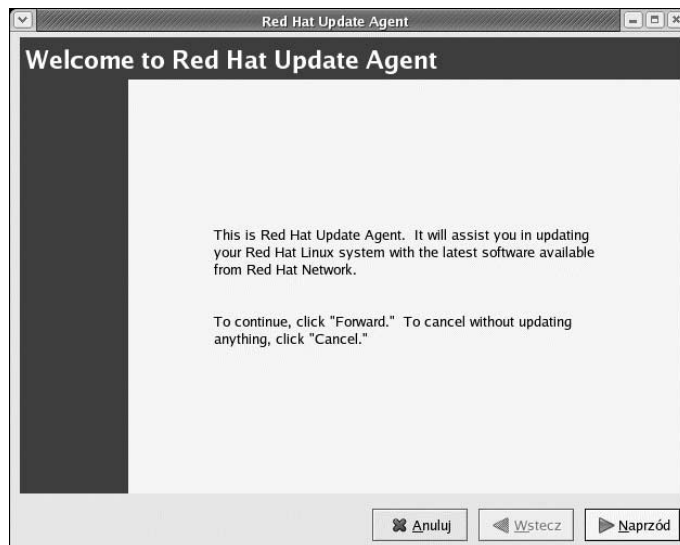 Red Hat Update Agent
Welcome to Red Hat Update Agent
This is Red Hat Update Agent.  It will assist you in updating
your Red Hat Linux system with the latest software available
from Red Hat Network.
To continue, click "Forward."  To cancel without updating
anything, click "Cancel."
Anuluj
Wstecz
Naprzód